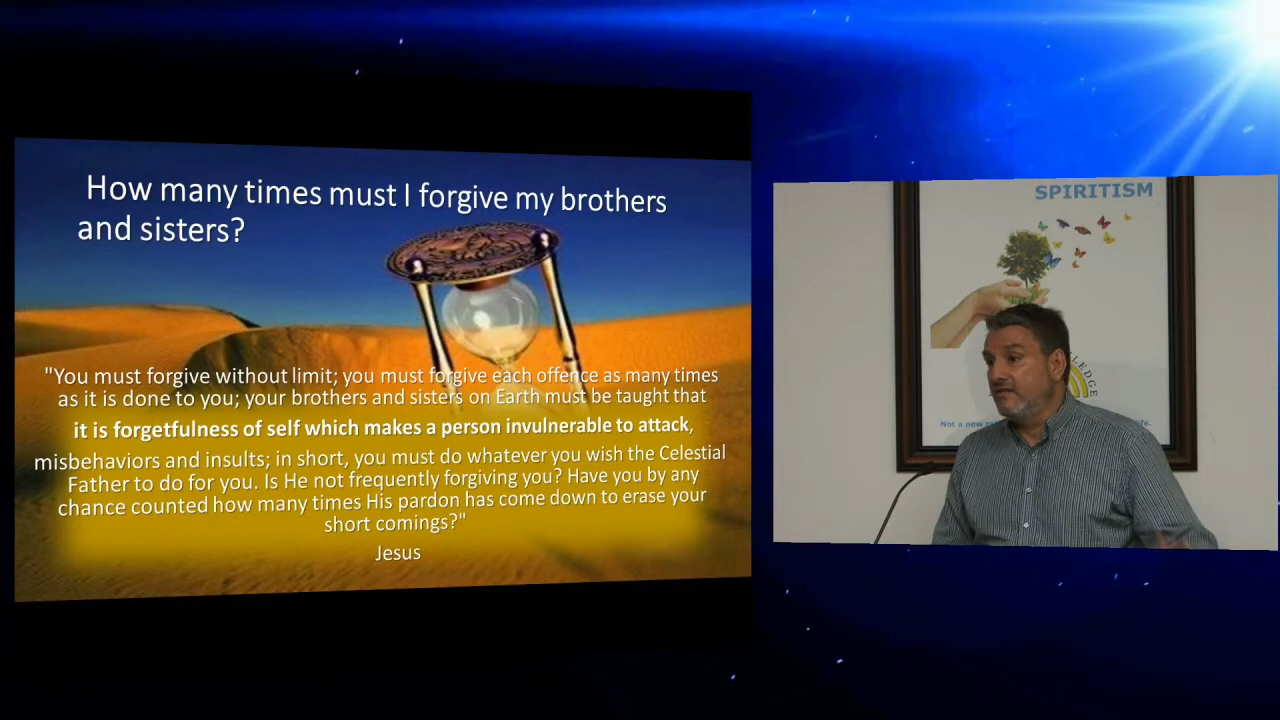 How many times must I forgive my brothers
and sisters?
"You must forgive without limit; you must forgive each offence as many times
as it is done to you; your brothers and sisters on Earth must be taught that
it is forgetfulness of self which makes a person invulnerable to attack,
misbehaviors and insults; in short, you must do whatever you wish the Celestial
Father to do for you. Is He not frequently forgiving you? Have you by any
chance counted how many times His pardon has come down to erase your
short comings?"
Jesus
SPIRITISM
Not a new